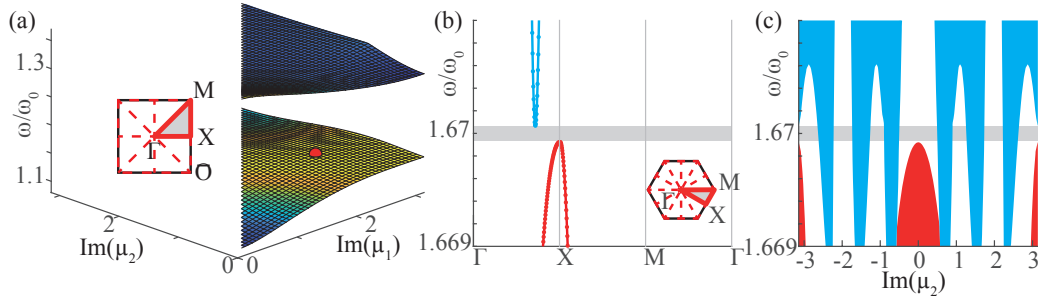 (a)
ω/ω₀
1.3
1.1
M
X
Γ
O
2
Im(μ₂)
0
0
2
Im(μ₁)
(b)
ω/ω₀
1.67
1.669
Γ
X
M
Γ
Γ
M
X
(c)
ω/ω₀
1.67
1.669
-3 -2 -1 0 1 2 3
Im(μ₂)